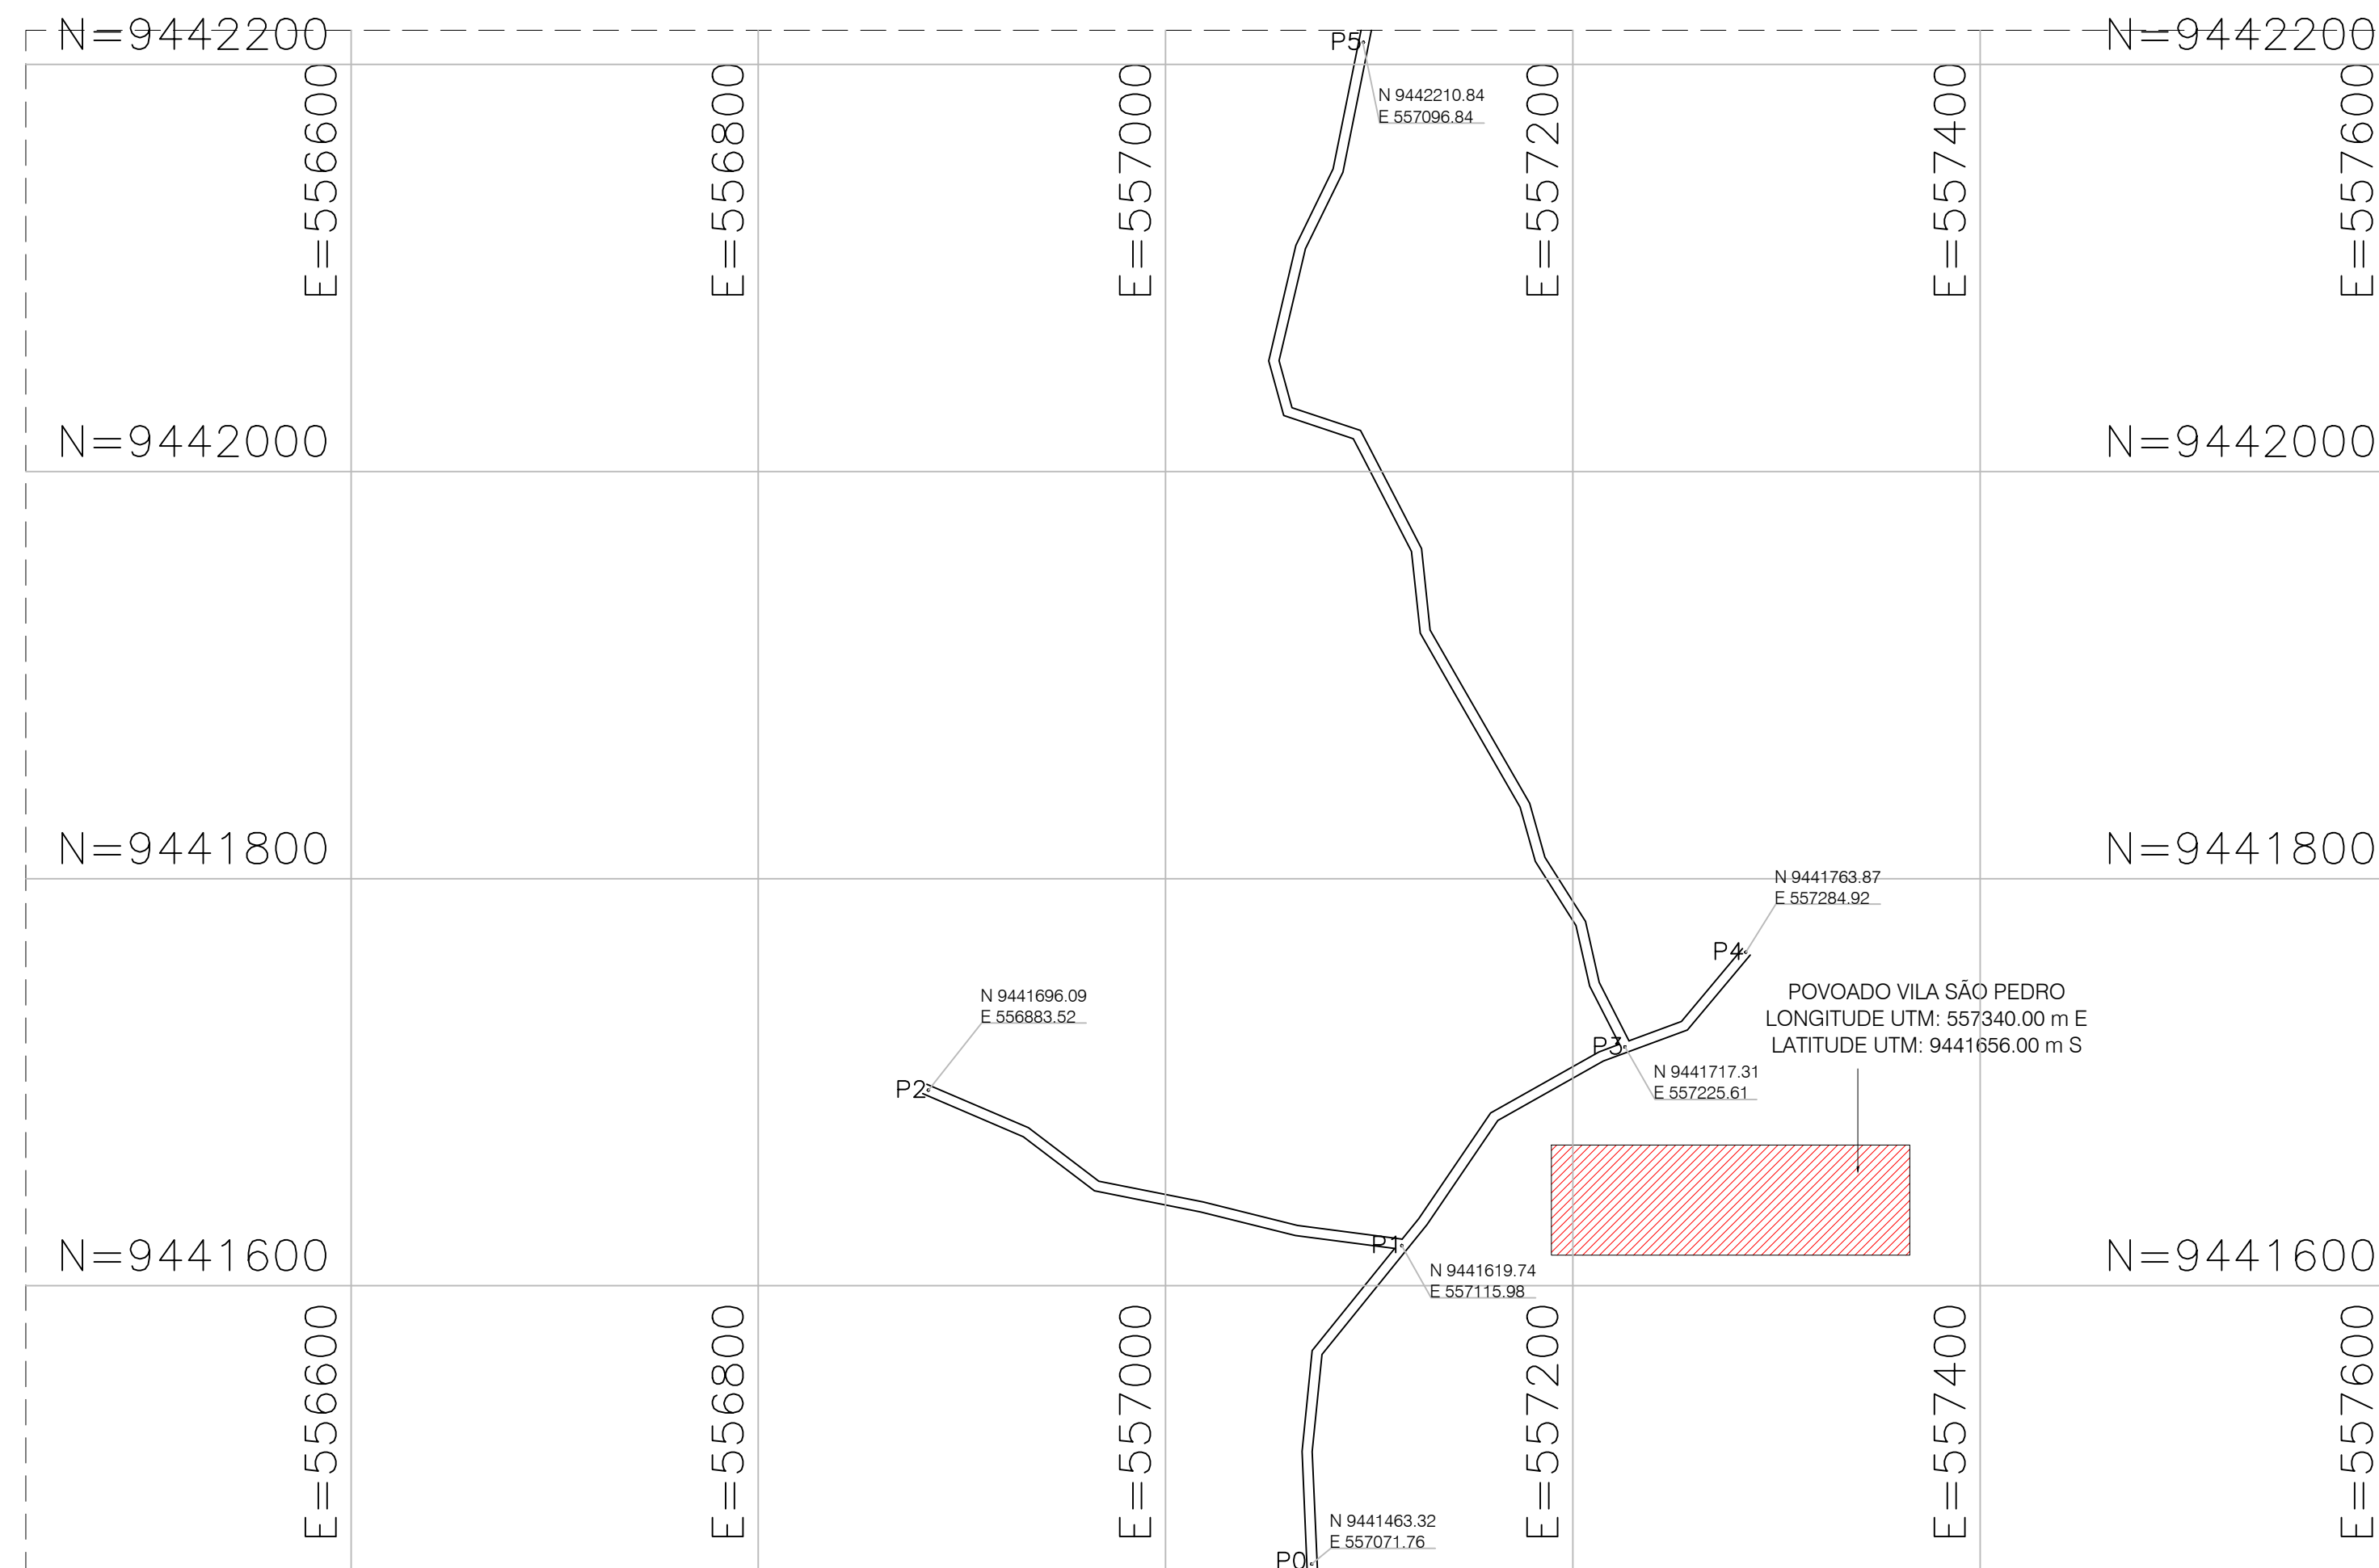 N=9442200
N=9442200
P5
E=556600
E=556800
E=557000
E=557200
E=557400
E=557600
N 9442210.84
E 557096.84
N=9442000
N=9442000
N=9441800
N=9441800
N 9441763.87
E 557284.92
P4
POVOADO VILA SÃO PEDRO
LONGITUDE UTM: 557340.00 m E
LATITUDE UTM: 9441656.00 m S
N 9441696.09
E 556883.52
P3
N 9441717.31
E 557225.61
P2
P1
N=9441600
N=9441600
N 9441619.74
E 557115.98
E=556600
E=556800
E=557000
E=557200
E=557400
E=557600
N 9441463.32
E 557071.76
P0